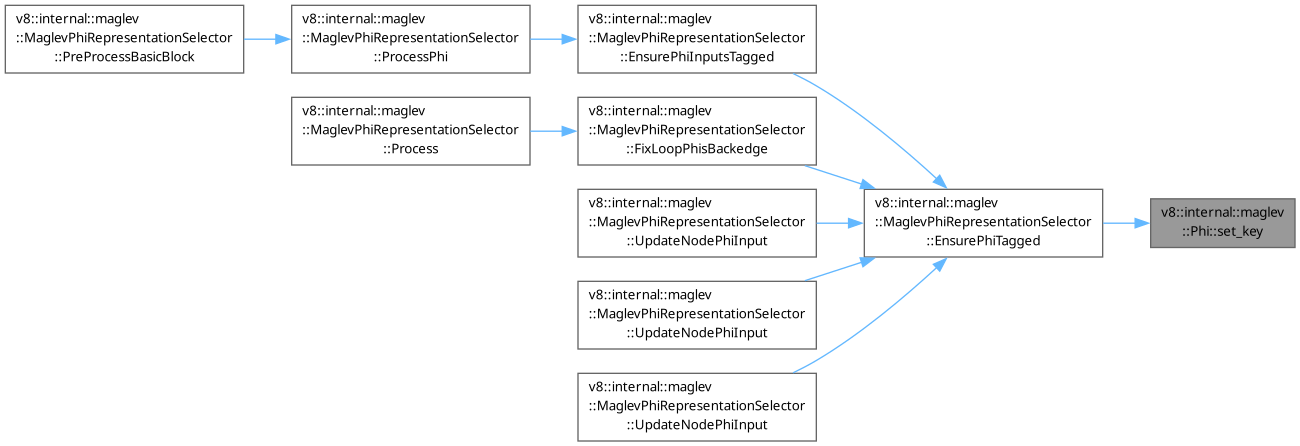 v8::internal::maglev
::MaglevPhiRepresentationSelector
::PreProcessBasicBlock
v8::internal::maglev
::MaglevPhiRepresentationSelector
::ProcessPhi
v8::internal::maglev
::MaglevPhiRepresentationSelector
::EnsurePhiInputsTagged
v8::internal::maglev
::MaglevPhiRepresentationSelector
::Process
v8::internal::maglev
::MaglevPhiRepresentationSelector
::FixLoopPhisBackedge
v8::internal::maglev
::MaglevPhiRepresentationSelector
::UpdateNodePhiInput
v8::internal::maglev
::MaglevPhiRepresentationSelector
::EnsurePhiTagged
v8::internal::maglev
::Phi::set_key
v8::internal::maglev
::MaglevPhiRepresentationSelector
::UpdateNodePhiInput
v8::internal::maglev
::MaglevPhiRepresentationSelector
::UpdateNodePhiInput